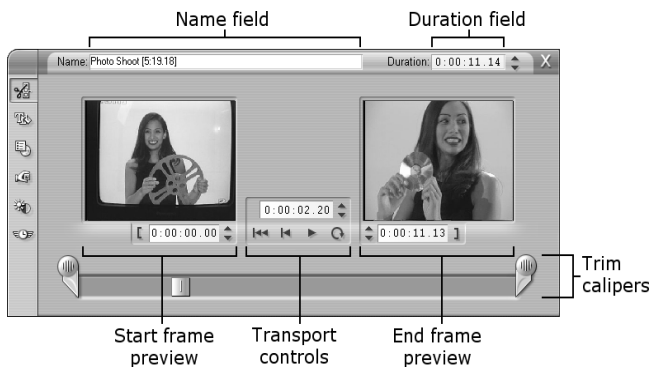 Name field Duration field
Name: Photo Shoot [5:19.18] Duration: 0:00:11.14 X
0:00:02.20
[ 0:00:00.00 0:00:11.13 ]
Trim
calipers
Start frame
preview
Transport
controls
End frame
preview